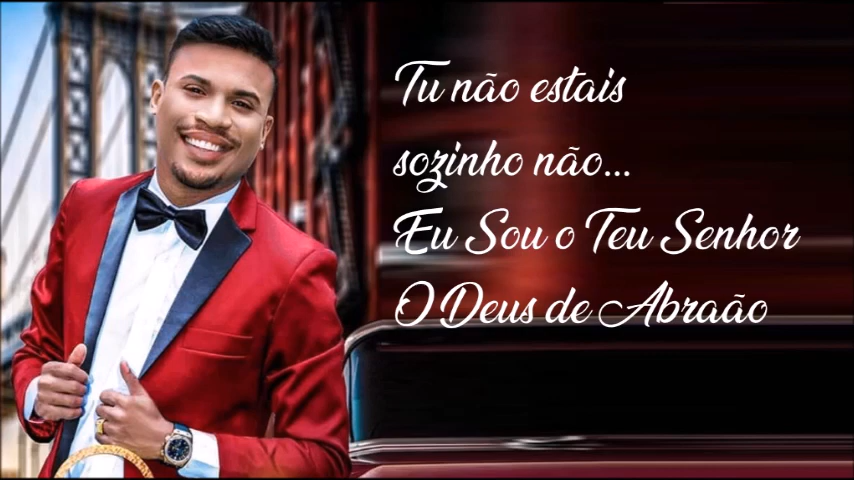 Tu não estais
sozinho não...
Eu Sou o Teu Senhor
O Deus de Abraão